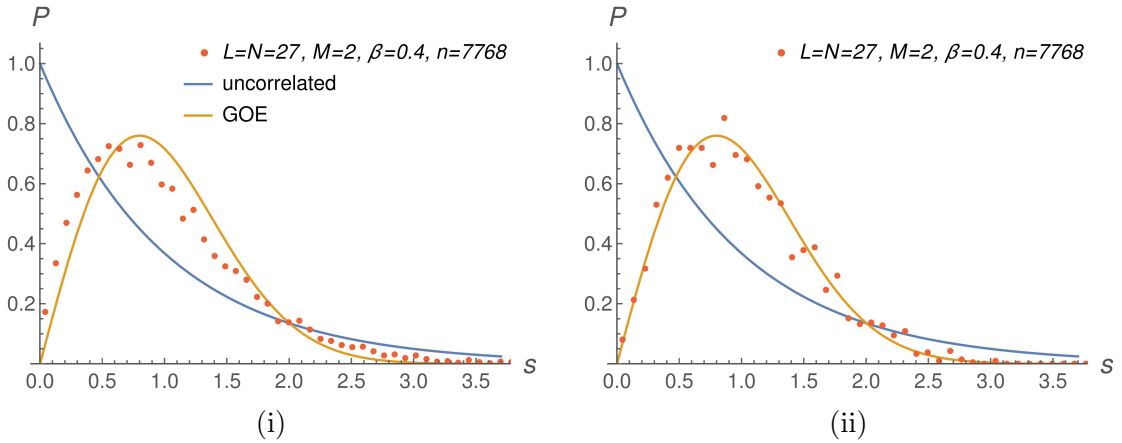 P
L=N=27, M=2, β=0.4, n=7768
uncorrelated
GOE
1.0
0.8
0.6
0.4
0.2
0.0 0.5 1.0 1.5 2.0 2.5 3.0 3.5 s
(i)
P
L=N=27, M=2, β=0.4, n=7768
1.0
0.8
0.6
0.4
0.2
0.0 0.5 1.0 1.5 2.0 2.5 3.0 3.5 s
(ii)